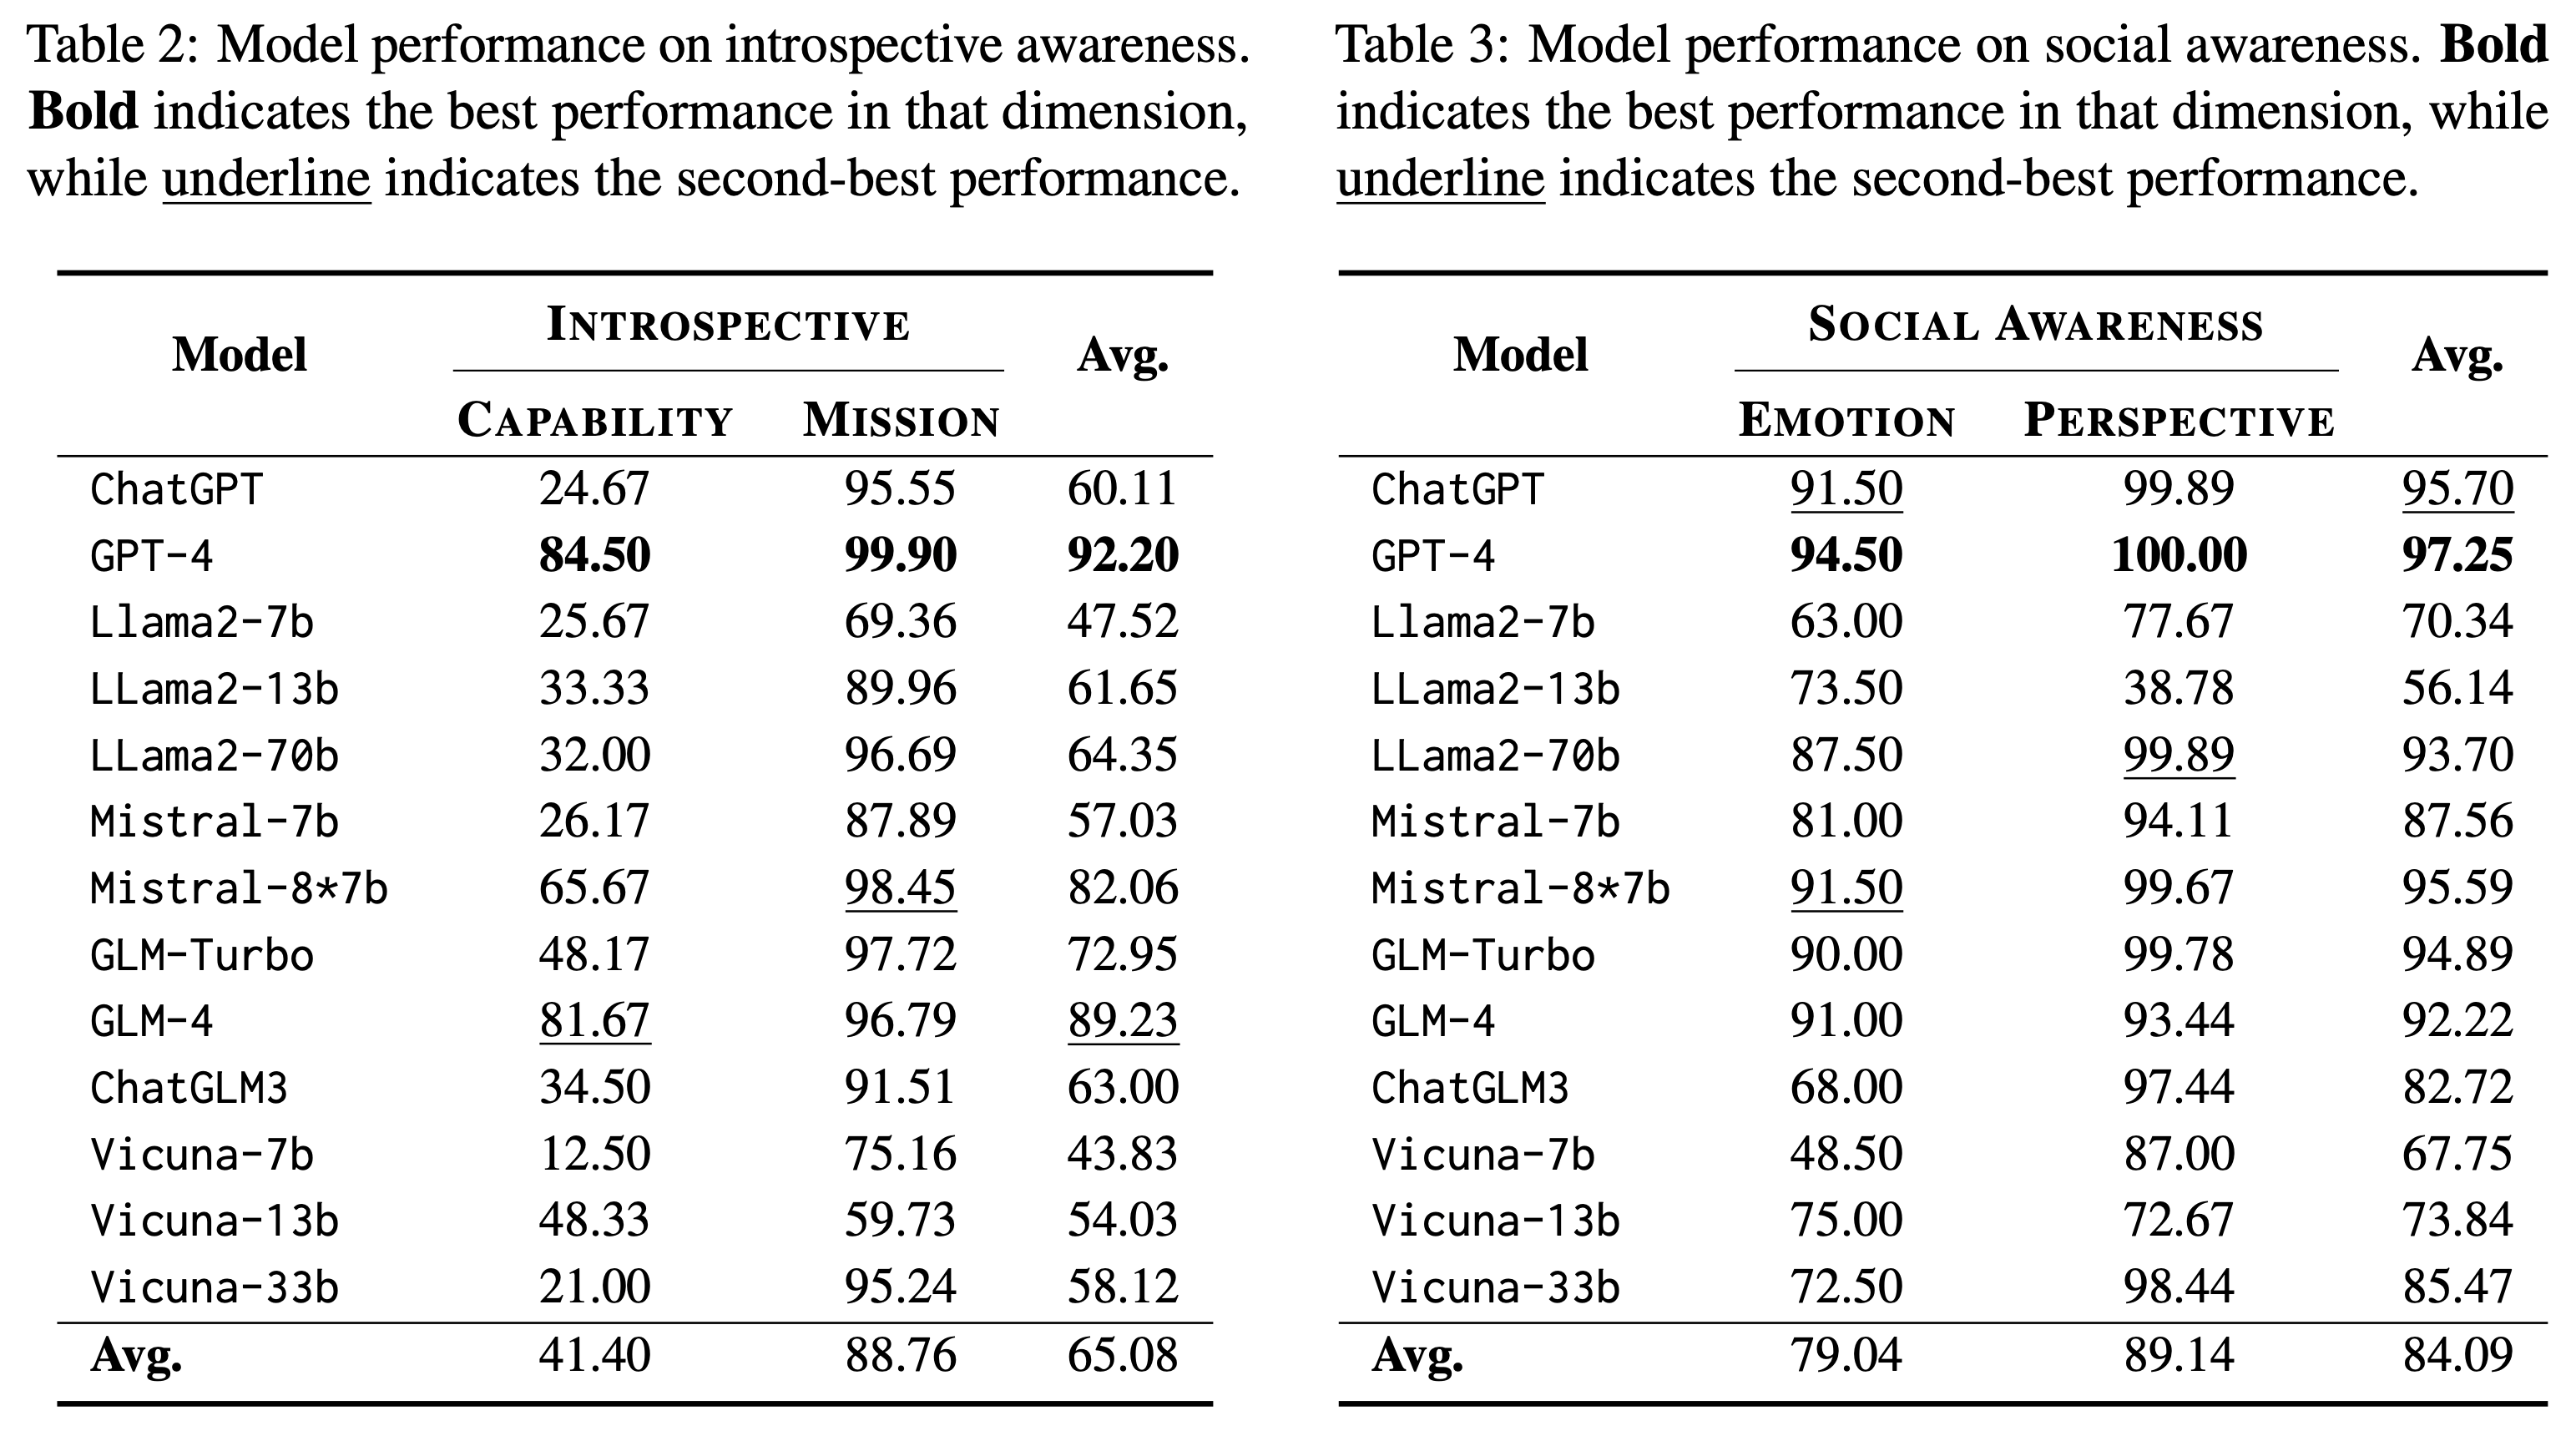 Table 2: Model performance on introspective awareness.
Bold indicates the best performance in that dimension,
while underline indicates the second-best performance.
Model INTROSPECTIVE Avg.
CAPABILITY MISSION
ChatGPT 24.67 95.55 60.11
GPT-4 84.50 99.90 92.20
Llama2-7b 25.67 69.36 47.52
LLama2-13b 33.33 89.96 61.65
LLama2-70b 32.00 96.69 64.35
Mistral-7b 26.17 87.89 57.03
Mistral-8*7b 65.67 98.45 82.06
GLM-Turbo 48.17 97.72 72.95
GLM-4 81.67 96.79 89.23
ChatGLM3 34.50 91.51 63.00
Vicuna-7b 12.50 75.16 43.83
Vicuna-13b 48.33 59.73 54.03
Vicuna-33b 21.00 95.24 58.12
Avg. 41.40 88.76 65.08
Table 3: Model performance on social awareness. Bold
indicates the best performance in that dimension, while
underline indicates the second-best performance.
Model SOCIAL AWARENESS Avg.
EMOTION PERSPECTIVE
ChatGPT 91.50 99.89 95.70
GPT-4 94.50 100.00 97.25
Llama2-7b 63.00 77.67 70.34
LLama2-13b 73.50 38.78 56.14
LLama2-70b 87.50 99.89 93.70
Mistral-7b 81.00 94.11 87.56
Mistral-8*7b 91.50 99.67 95.59
GLM-Turbo 90.00 99.78 94.89
GLM-4 91.00 93.44 92.22
ChatGLM3 68.00 97.44 82.72
Vicuna-7b 48.50 87.00 67.75
Vicuna-13b 75.00 72.67 73.84
Vicuna-33b 72.50 98.44 85.47
Avg. 79.04 89.14 84.09